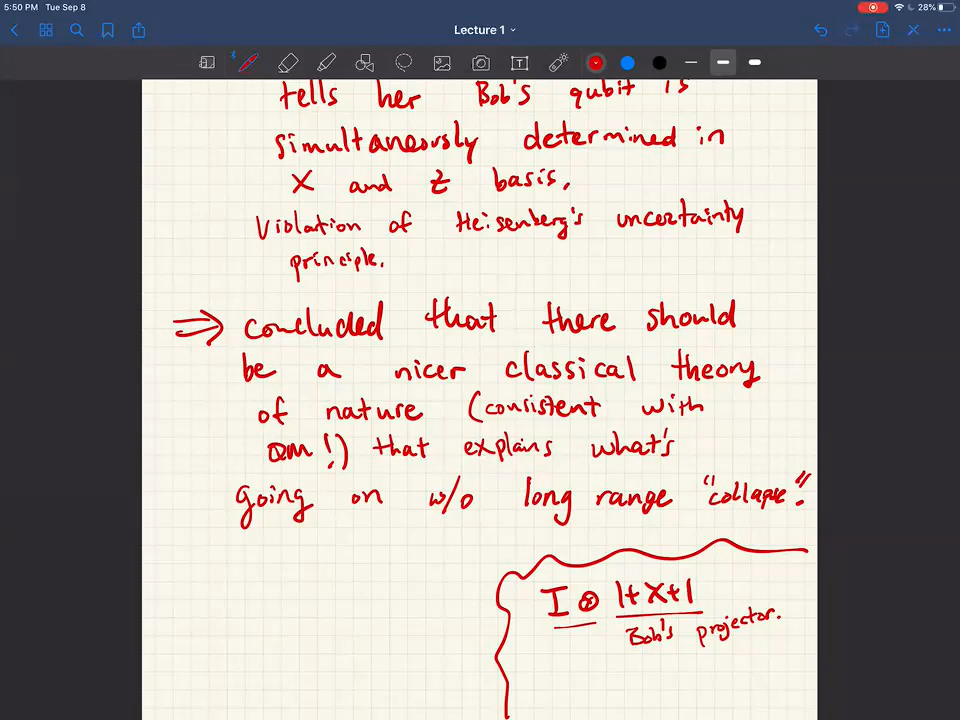 5:50 PM Tue Sep 8
28%
Lecture 1
tells her Bob's qubit is
simultaneously determined in
X and Z basis,
Violation of Heisenberg's uncertainty
principle.
⇒ concluded that there should
be a nicer classical theory
of nature (consistent with
QM!) that explains what's
going on w/o long range "collapse".
I ⊗ |+X+|
Bob's projector.